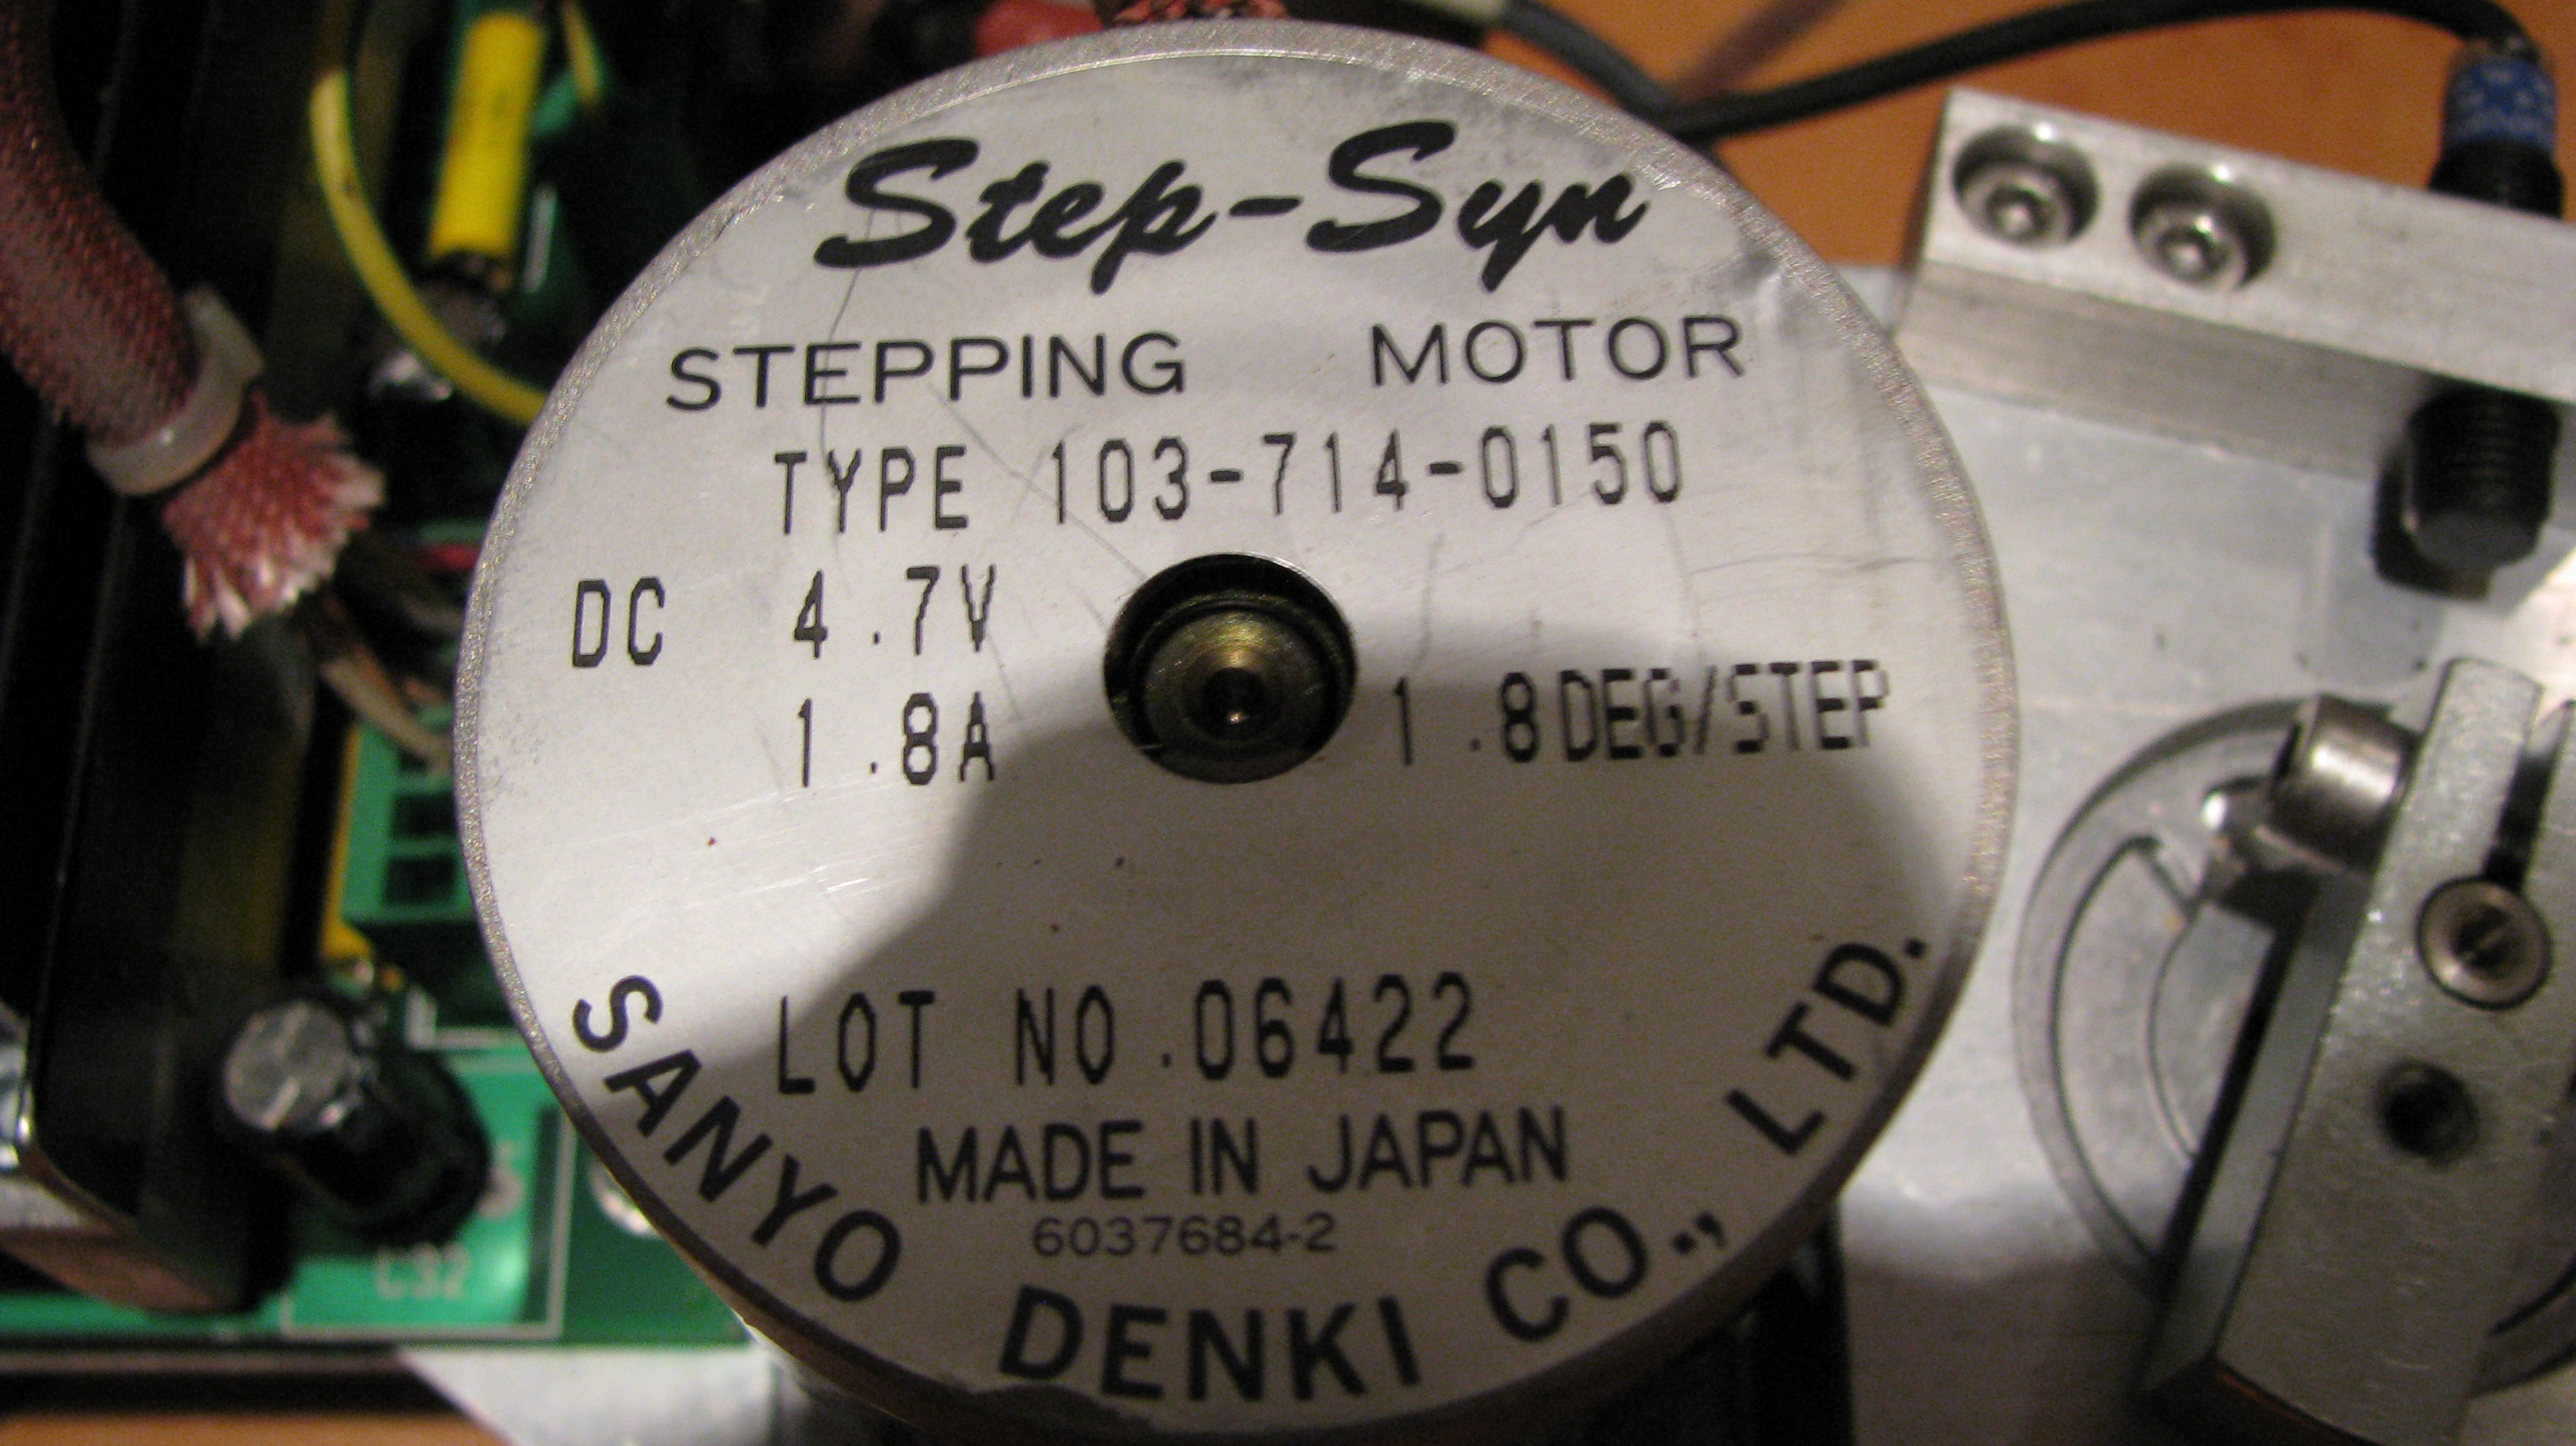 Step-Syn
STEPPING MOTOR
TYPE 103-714-0150
DC 4.7V
1.8A 1.8DEG/STEP
LOT NO.06422
MADE IN JAPAN
6037684-2
SANYO DENKI CO., LTD.
C32